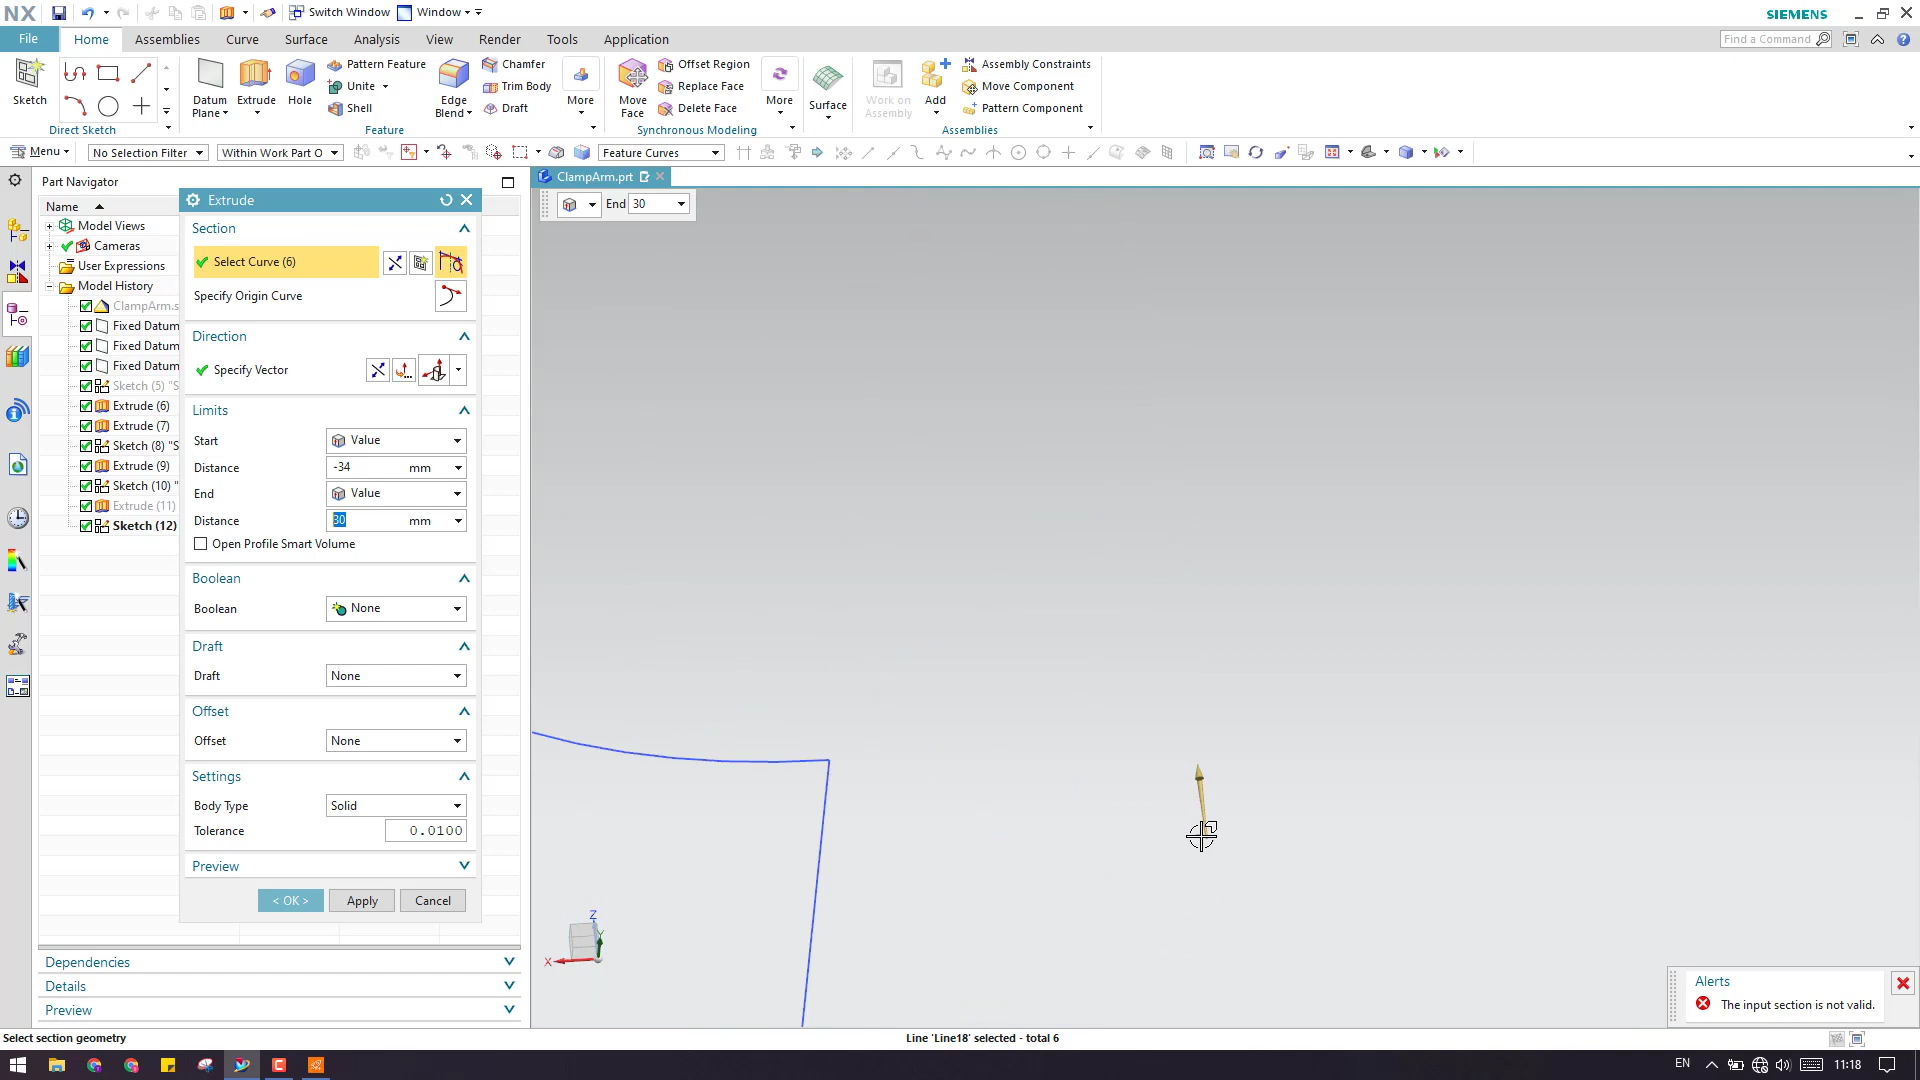 NX Switch Window Window SIEMENS
File Home Assemblies Curve Surface Analysis View Render Tools Application Find a Command
Sketch
Direct Sketch
Datum Plane Extrude Hole Pattern Feature Unite Shell Edge Blend Chamfer Trim Body Draft More
Feature
Move Face Offset Region Replace Face Delete Face More
Synchronous Modeling
Surface
Work on Assembly Add Assembly Constraints Move Component Pattern Component
Assemblies
Menu No Selection Filter Within Work Part O Feature Curves
Part Navigator
Name
Model Views
Cameras
User Expressions
Model History
ClampArm.s
Fixed Datum
Fixed Datum
Fixed Datum
Sketch (5) "S
Extrude (6)
Extrude (7)
Sketch (8) "S
Extrude (9)
Sketch (10) "
Extrude (11)
Sketch (12)
Dependencies
Details
Preview
Extrude
Section
Select Curve (6)
Specify Origin Curve
Direction
Specify Vector
Limits
Start Value
Distance -34 mm
End Value
Distance 30 mm
Open Profile Smart Volume
Boolean
Boolean None
Draft
Draft None
Offset
Offset None
Settings
Body Type Solid
Tolerance 0.0100
Preview
< OK > Apply Cancel
ClampArm.prt
End 30
Z
Y
X
Alerts
The input section is not valid.
Select section geometry Line 'Line18' selected - total 6
EN 11:18